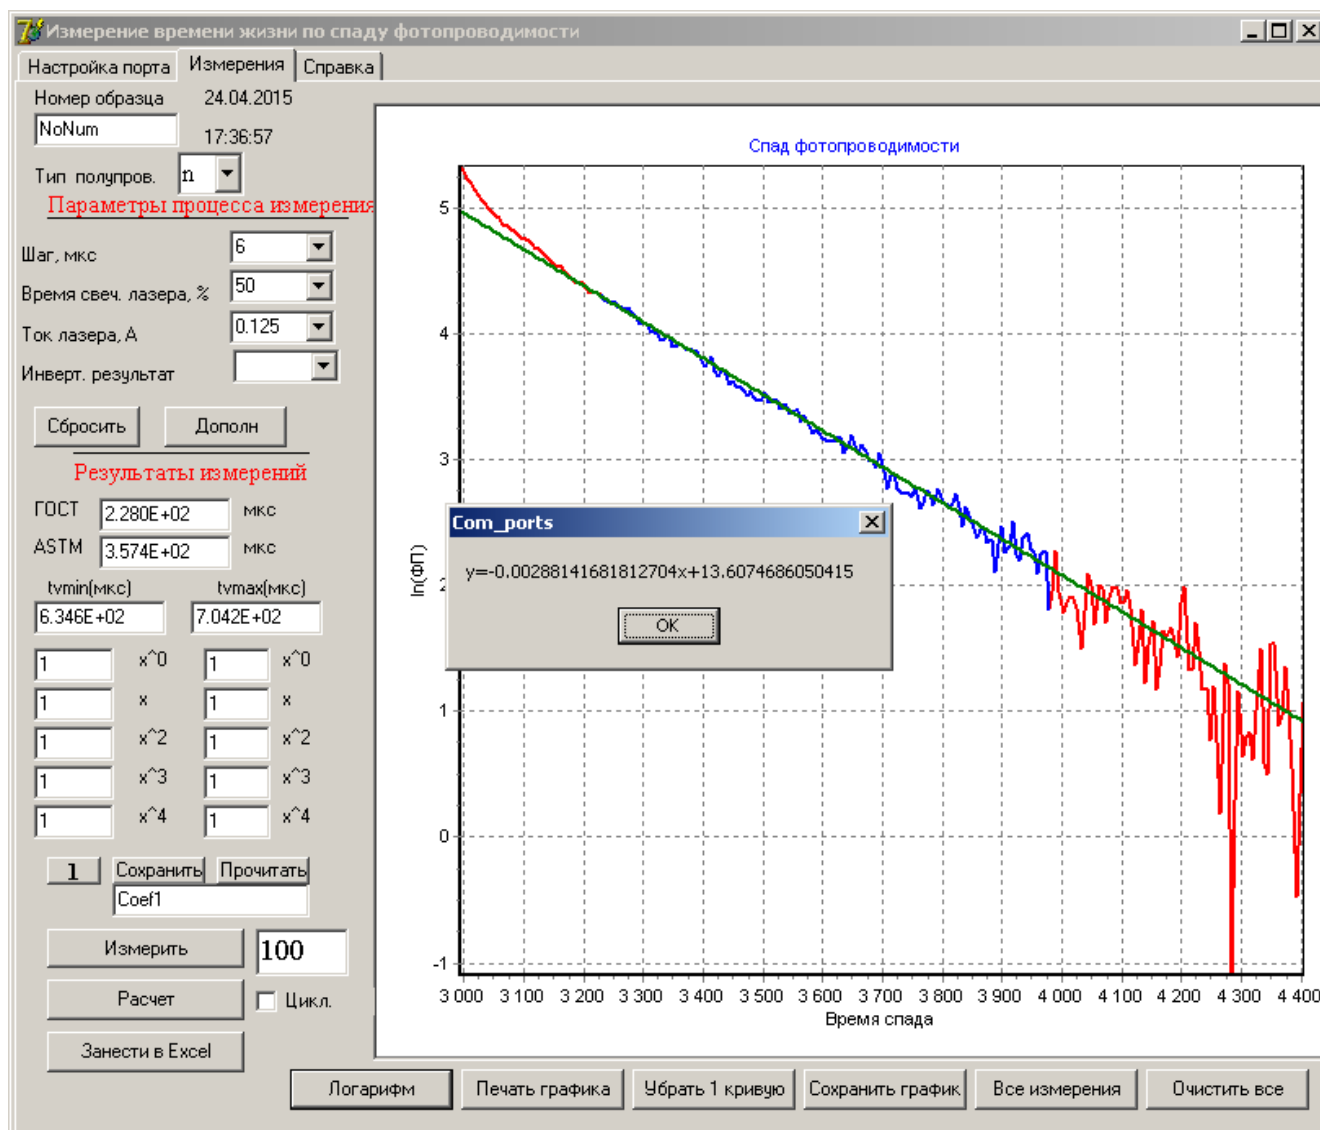 Измерение времени жизни по спаду фотопроводимости
Настройка порта Измерения Справка
Номер образца 24.04.2015
NoNum
17:36:57
Тип полупров. n
Параметры процесса измерения
Шаг, мкс 6
Время свеч. лазера, % 50
Ток лазера, А 0.125
Инверт. результат
Сбросить Дополн
Результаты измерений
ГОСТ 2.280E+02 мкс
ASTM 3.574E+02 мкс
tvmin(мкс) tvmax(мкс)
6.346E+02 7.042E+02
1 x^0 1 x^0
1 x 1 x
1 x^2 1 x^2
1 x^3 1 x^3
1 x^4 1 x^4
1 Сохранить Прочитать
Coef1
Измерить 100
Расчет Цикл.
Занести в Excel
Спад фотопроводимости
5
4
3
2
1
0
-1
ln(ФП)
3 000 3 100 3 200 3 300 3 400 3 500 3 600 3 700 3 800 3 900 4 000 4 100 4 200 4 300 4 400
Время спада
Com_ports
y=-0.00288141681812704x+13.6074686050415
OK
Логарифм Печать графика Убрать 1 кривую Сохранить график Все измерения Очистить все